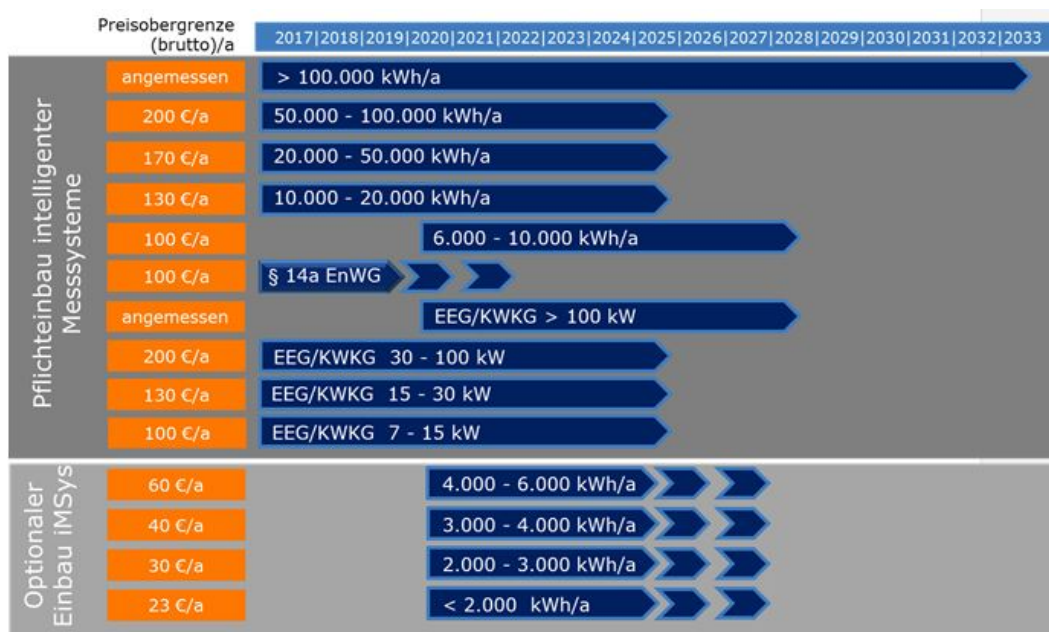 Preisobergrenze
(brutto)/a
2017|2018|2019|2020|2021|2022|2023|2024|2025|2026|2027|2028|2029|2030|2031|2032|2033
Pflichteinbau intelligenter
Messsysteme
angemessen
> 100.000 kWh/a
200 €/a
50.000 - 100.000 kWh/a
170 €/a
20.000 - 50.000 kWh/a
130 €/a
10.000 - 20.000 kWh/a
100 €/a
6.000 - 10.000 kWh/a
100 €/a
§ 14a EnWG
angemessen
EEG/KWKG > 100 kW
200 €/a
EEG/KWKG 30 - 100 kW
130 €/a
EEG/KWKG 15 - 30 kW
100 €/a
EEG/KWKG 7 - 15 kW
Optionaler
Einbau iMSys
60 €/a
4.000 - 6.000 kWh/a
40 €/a
3.000 - 4.000 kWh/a
30 €/a
2.000 - 3.000 kWh/a
23 €/a
< 2.000 kWh/a